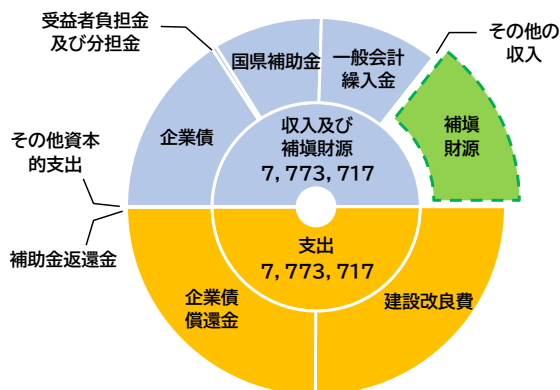 受益者負担金
及び分担金
国県補助金
一般会計
繰入金
その他の
収入
企業債
収入及び
補塡財源
7,773,717
補塡
財源
その他資本
的支出
補助金返還金
支出
7,773,717
企業債
償還金
建設改良費